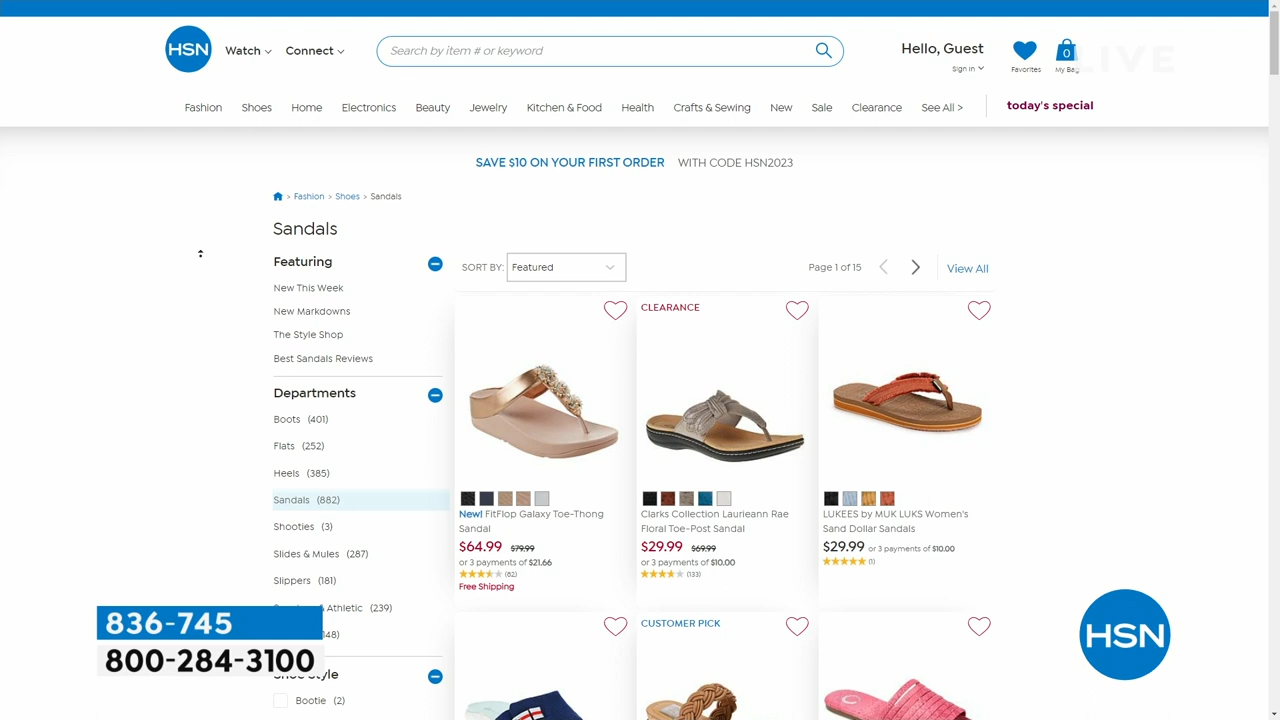 HSN
Watch
Connect
Search by item # or keyword
Hello, Guest
Sign in
Favorites
0
My Bag
LIVE
Fashion
Shoes
Home
Electronics
Beauty
Jewelry
Kitchen & Food
Health
Crafts & Sewing
New
Sale
Clearance
See All >
today's special
SAVE $10 ON YOUR FIRST ORDER WITH CODE HSN2023
> Fashion > Shoes > Sandals
Sandals
Featuring
New This Week
New Markdowns
The Style Shop
Best Sandals Reviews
Departments
Boots (401)
Flats (252)
Heels (385)
Sandals (882)
Shooties (3)
Slides & Mules (287)
Slippers (181)
& Athletic (239)
148)
Shoe Style
Bootie (2)
SORT BY: Featured
Page 1 of 15
View All
New! FitFlop Galaxy Toe-Thong
Sandal
$64.99 $79.99
or 3 payments of $21.66
(62)
Free Shipping
CLEARANCE
Clarks Collection Laurieann Rae
Floral Toe-Post Sandal
$29.99 $69.99
or 3 payments of $10.00
(133)
LUKEES by MUK LUKS Women's
Sand Dollar Sandals
$29.99 or 3 payments of $10.00
(1)
CUSTOMER PICK
836-745
800-284-3100
HSN